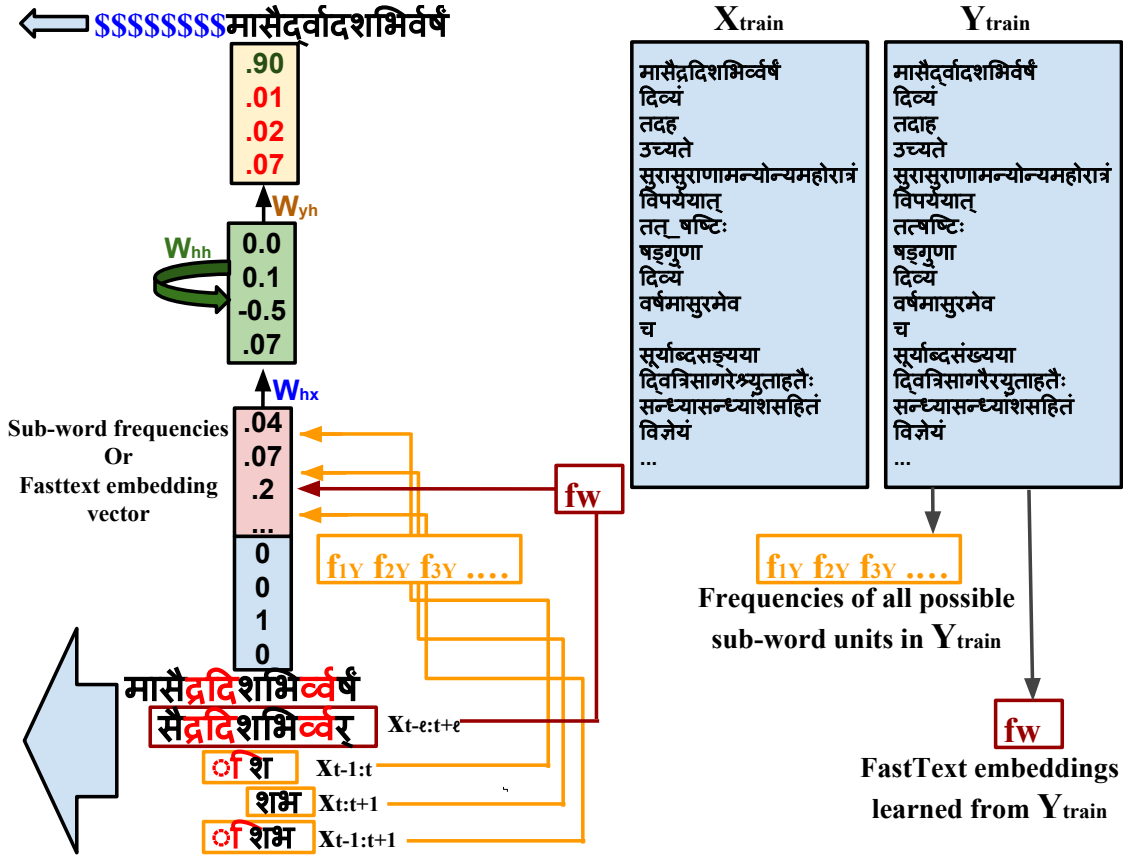 $$$$$$$$मासैद्र्वादशभिर्वर्षं
.90
.01
.02
.07
Wyh
Whh
0.0
0.1
-0.5
.07
Whx
Sub-word frequencies
Or
Fasttext embedding
vector
.04
.07
.2
...
0
0
1
0
fw
f1Y f2Y f3Y ....
मासैद्रदिशभिर्व्वर्षं
सैद्रदिशभिर्व्वर्
xt-ℓ:t+ℓ
ि श
xt-1:t
शभ
xt:t+1
ि शभ
xt-1:t+1
Xtrain
मासैद्रदिशभिर्व्वर्षं
दिव्यं
तदह
उच्यते
सुरासुराणामन्योन्यमहोरात्रं
विपर्ययात्
तत्_षष्टिः
षड्गुणा
दिव्यं
वर्षमासुरमेव
च
सूर्याब्दसङ्यया
द्वित्रिसागरेश्र्युताहतैः
सन्ध्यासन्ध्यांशसहितं
विज्ञेयं
...
Ytrain
मासैद्र्वादशभिर्वर्षं
दिव्यं
तदाह
उच्यते
सुरासुराणामन्योन्यमहोरात्रं
विपर्ययात्
तत्षष्टिः
षड्गुणा
दिव्यं
वर्षमासुरमेव
च
सूर्याब्दसंख्यया
द्वित्रिसागरैरयुताहतैः
सन्ध्यासन्ध्यांशसहितं
विज्ञेयं
...
f1Y f2Y f3Y ....
Frequencies of all possible
sub-word units in Ytrain
fw
FastText embeddings
learned from Ytrain